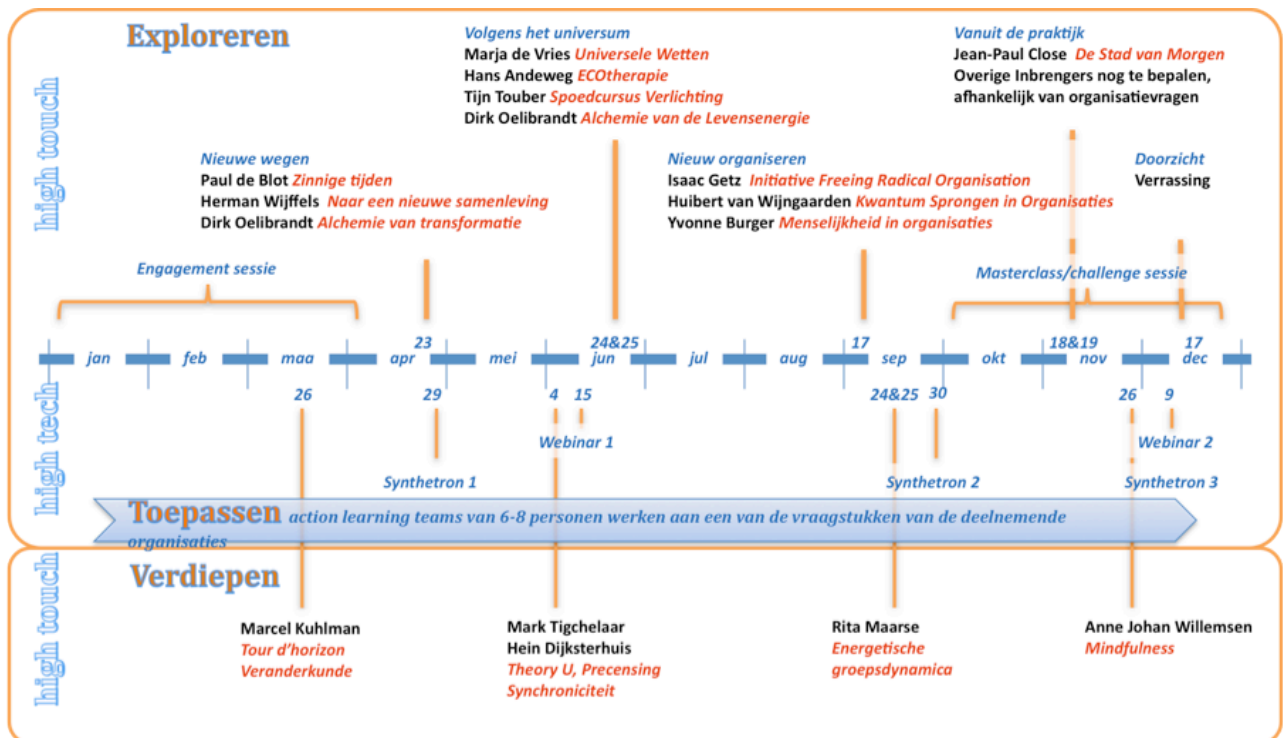 Exploreren
high touch
Volgens het universum
Marja de Vries Universele Wetten
Hans Andeweg ECOtherapie
Tijn Touber Spoedcursus Verlichting
Dirk Oelibrandt Alchemie van de Levensenergie
Vanuit de praktijk
Jean-Paul Close De Stad van Morgen
Overige Inbrengers nog te bepalen,
afhankelijk van organisatievragen
Nieuwe wegen
Paul de Blot Zinnige tijden
Herman Wijffels Naar een nieuwe samenleving
Dirk Oelibrandt Alchemie van transformatie
Nieuw organiseren
Isaac Getz Initiative Freeing Radical Organisation
Huibert van Wijngaarden Kwantum Sprongen in Organisaties
Yvonne Burger Menselijkheid in organisaties
Doorzicht
Verrassing
Engagement sessie
Masterclass/challenge sessie
23 24&25 17 18&19 17
jan feb maa apr mei jun jul aug sep okt nov dec
high tech
26 29 4 15 24&25 30 26 9
Webinar 1 Webinar 2
Synthetron 1 Synthetron 2 Synthetron 3
Toepassen action learning teams van 6-8 personen werken aan een van de vraagstukken van de deelnemende
organisaties
Verdiepen
high touch
Marcel Kuhlman
Tour d'horizon
Veranderkunde
Mark Tigchelaar
Hein Dijksterhuis
Theory U, Precensing
Synchroniciteit
Rita Maarse
Energetische
groepsdynamica
Anne Johan Willemsen
Mindfulness